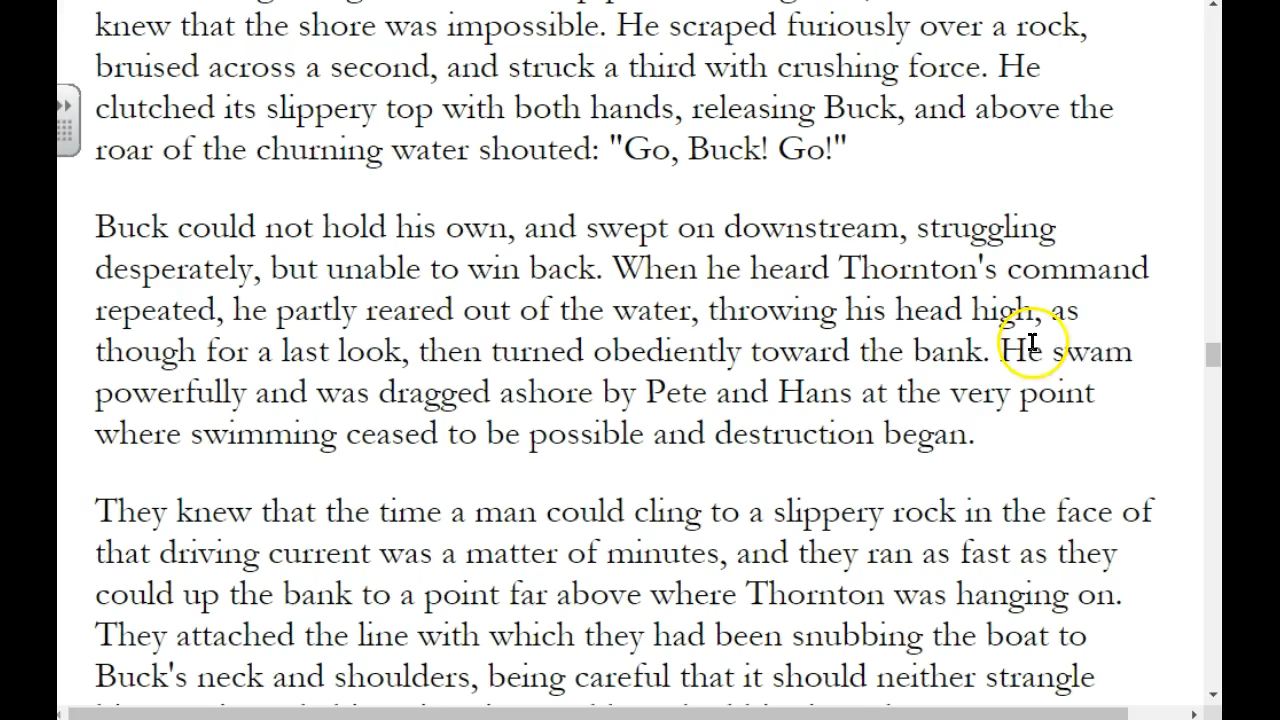 knew that the shore was impossible. He scraped furiously over a rock,
bruised across a second, and struck a third with crushing force. He
clutched its slippery top with both hands, releasing Buck, and above the
roar of the churning water shouted: "Go, Buck! Go!"
Buck could not hold his own, and swept on downstream, struggling
desperately, but unable to win back. When he heard Thornton's command
repeated, he partly reared out of the water, throwing his head high, as
though for a last look, then turned obediently toward the bank. He swam
powerfully and was dragged ashore by Pete and Hans at the very point
where swimming ceased to be possible and destruction began.
They knew that the time a man could cling to a slippery rock in the face of
that driving current was a matter of minutes, and they ran as fast as they
could up the bank to a point far above where Thornton was hanging on.
They attached the line with which they had been snubbing the boat to
Buck's neck and shoulders, being careful that it should neither strangle